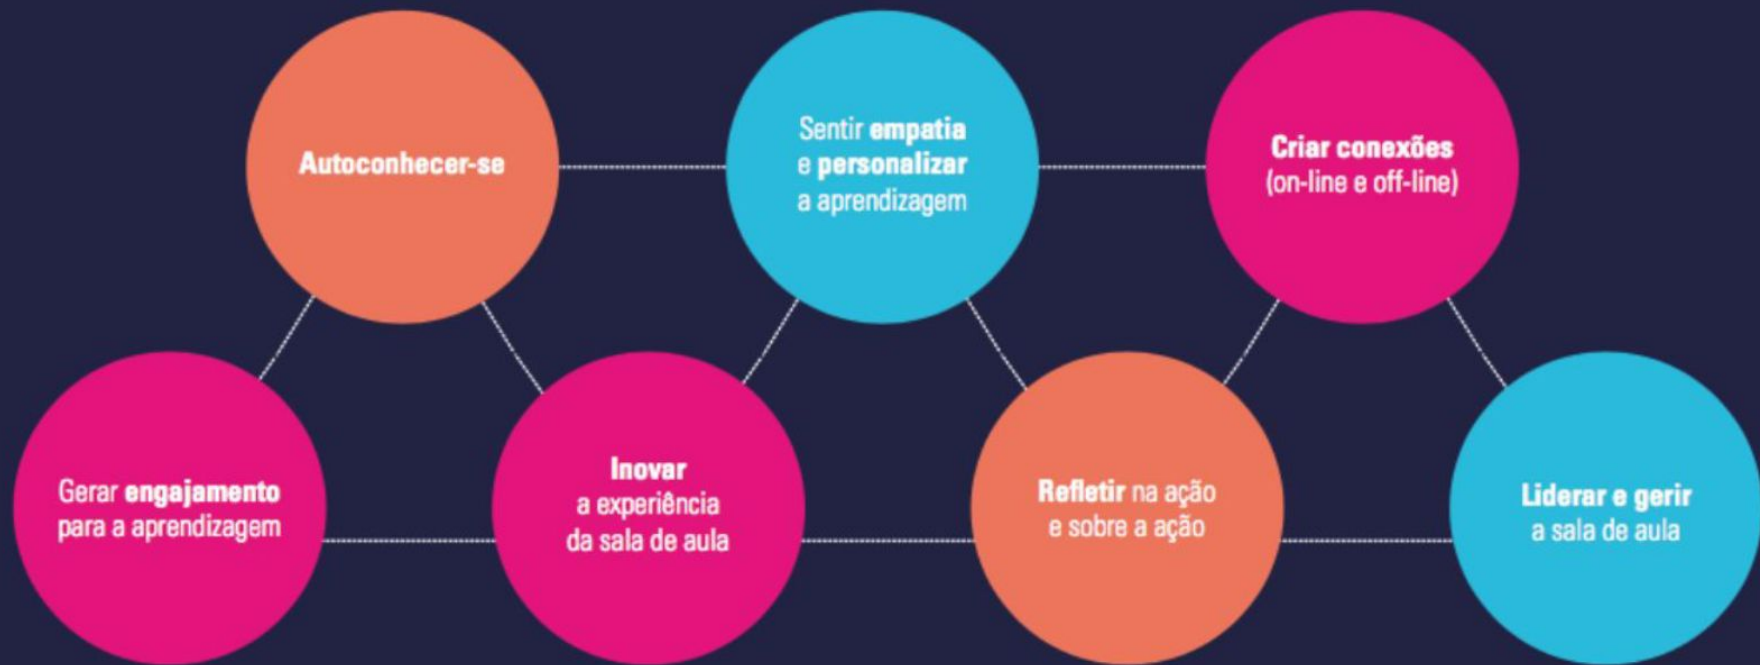 Autoconhecer-se
Sentir empatia
e personalizar
a aprendizagem
Criar conexões
(on-line e off-line)
Gerar engajamento
para a aprendizagem
Inovar
a experiência
da sala de aula
Refletir na ação
e sobre a ação
Liderar e gerir
a sala de aula